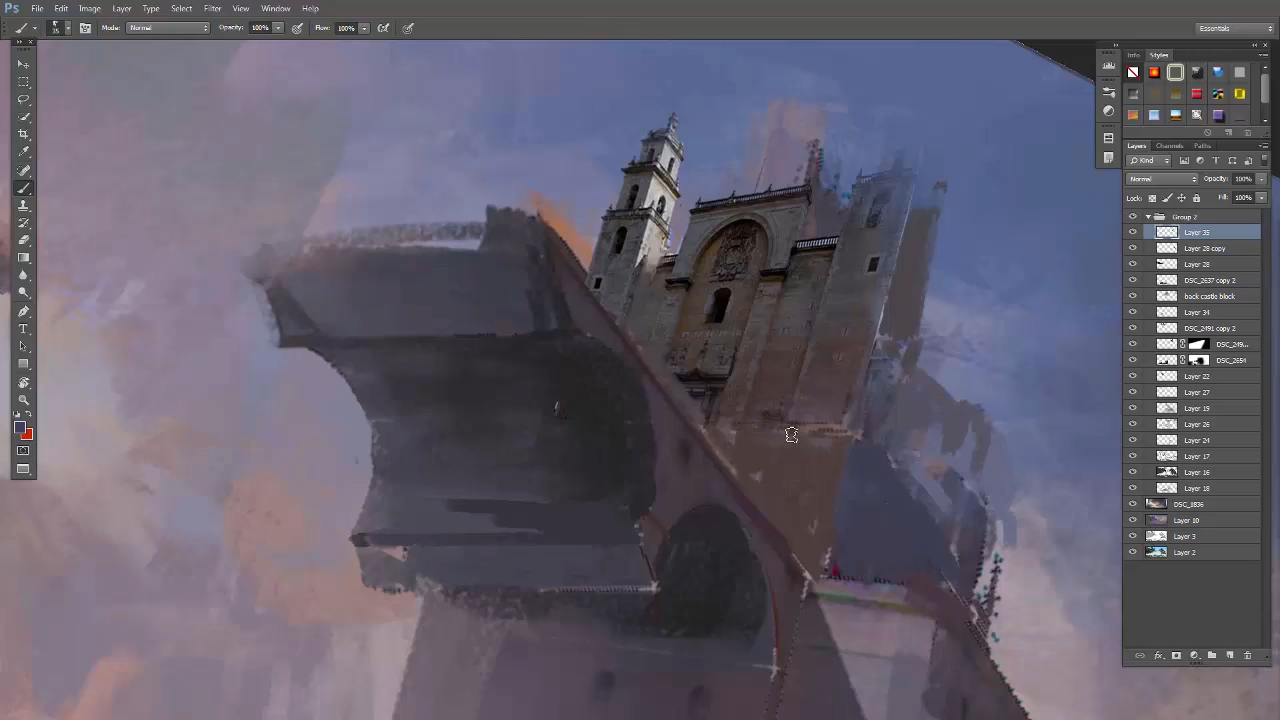 Ps File Edit Image Layer Type Select Filter View Window Help
35 Mode: Normal Opacity: 100% Flow: 100% Essentials
Info Styles
Layers Channels Paths
Kind
Normal Opacity: 100%
Lock: Fill: 100%
Group 2
Layer 35
Layer 28 copy
Layer 28
DSC_2637 copy 2
back castle block
Layer 34
DSC_2491 copy 2
DSC_249...
DSC_2654
Layer 22
Layer 27
Layer 19
Layer 26
Layer 24
Layer 17
Layer 16
Layer 18
DSC_1836
Layer 10
Layer 3
Layer 2